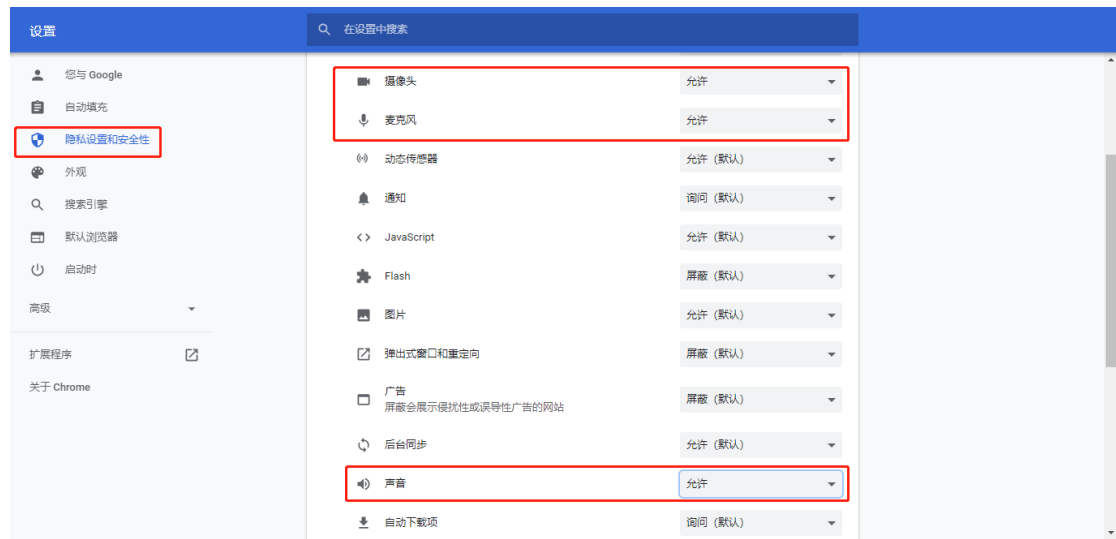 设置
在设置中搜索
您与 Google
自动填充
隐私设置和安全性
外观
搜索引擎
默认浏览器
启动时
高级
扩展程序
关于 Chrome
摄像头 允许
麦克风 允许
动态传感器 允许（默认）
通知 询问（默认）
JavaScript 允许（默认）
Flash 屏蔽（默认）
图片 允许（默认）
弹出式窗口和重定向 屏蔽（默认）
广告 屏蔽（默认）
屏蔽会展示侵扰性或误导性广告的网站
后台同步 允许（默认）
声音 允许
自动下载项 询问（默认）